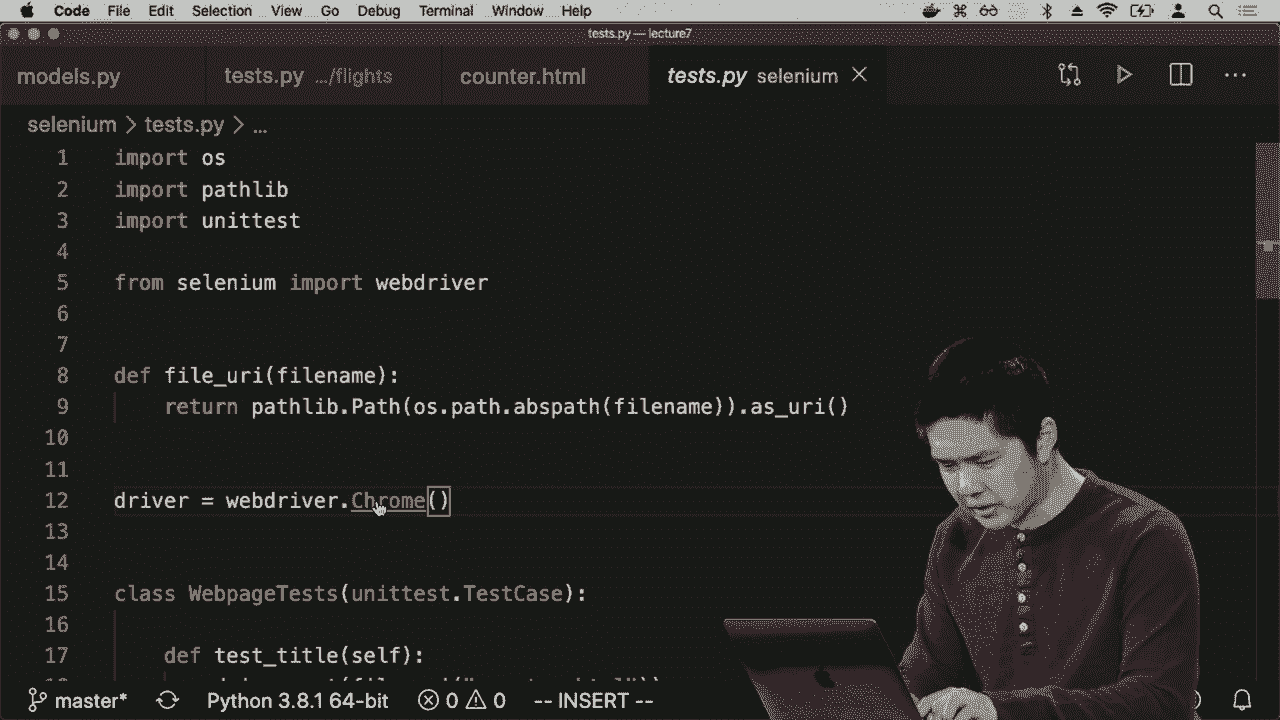 Code File Edit Selection View Go Debug Terminal Window Help
tests.py — lecture7
models.py tests.py .../flights counter.html tests.py selenium
selenium > tests.py > ...
1 import os
2 import pathlib
3 import unittest
4
5 from selenium import webdriver
6
7
8 def file_uri(filename):
9 return pathlib.Path(os.path.abspath(filename)).as_uri()
10
11
12 driver = webdriver.Chrome()
13
14
15 class WebpageTests(unittest.TestCase):
16
17 def test_title(self):
master* Python 3.8.1 64-bit 0 0 -- INSERT --